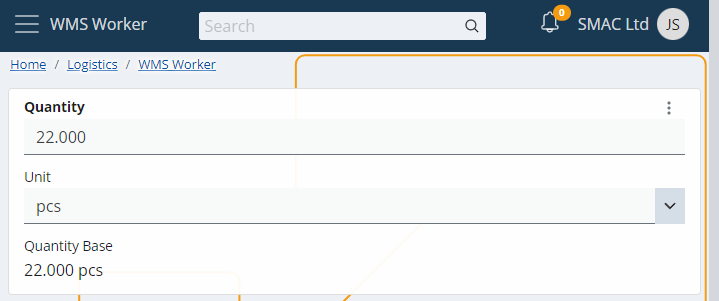 WMS Worker
Search
0
SMAC Ltd
JS
Home / Logistics / WMS Worker
Quantity
22.000
Unit
pcs
Quantity Base
22.000 pcs